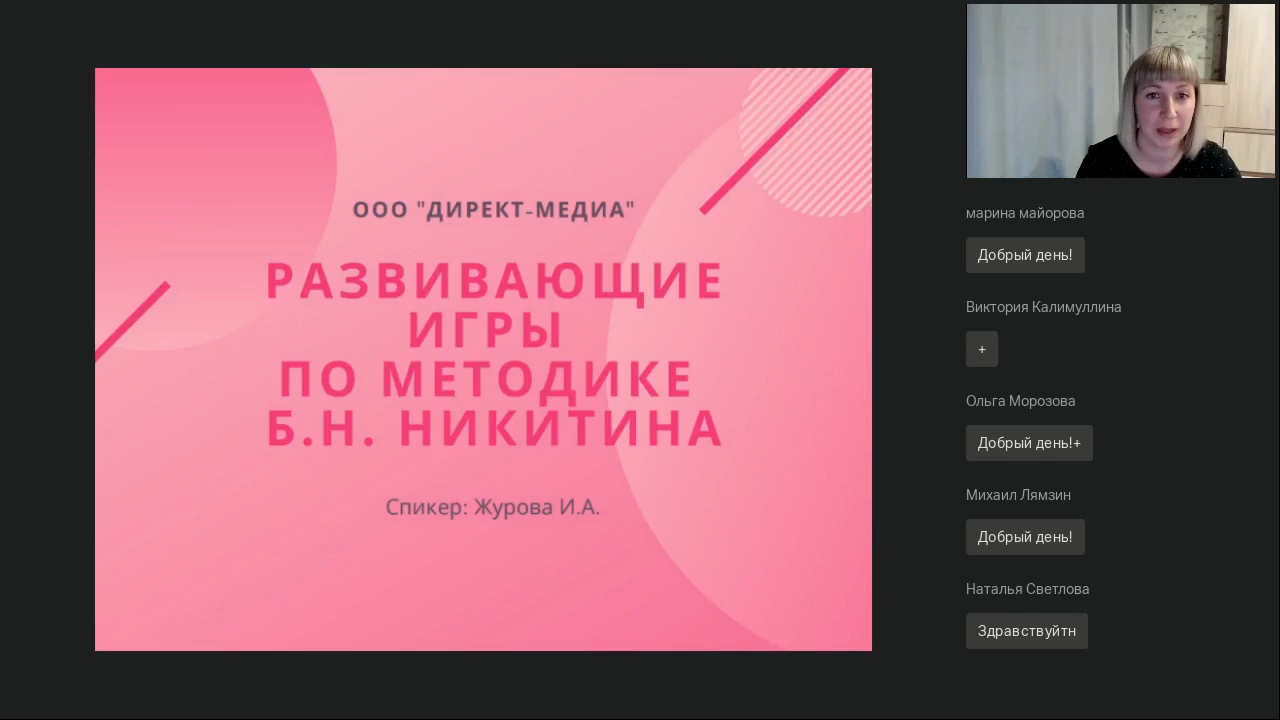 ООО "ДИРЕКТ-МЕДИА"
РАЗВИВАЮЩИЕ
ИГРЫ
ПО МЕТОДИКЕ
Б.Н. НИКИТИНА
Спикер: Журова И.А.
марина майорова
Добрый день!
Виктория Калимуллина
+
Ольга Морозова
Добрый день!+
Михаил Лямзин
Добрый день!
Наталья Светлова
Здравствуйтн